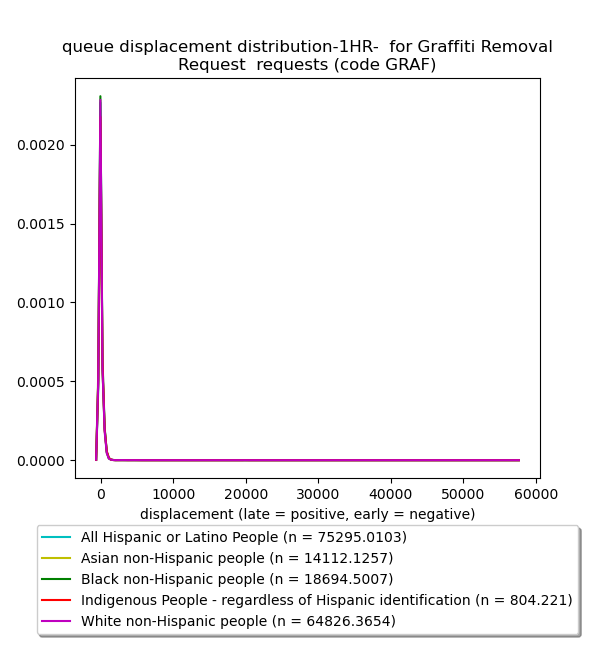 queue displacement distribution-1HR-  for Graffiti Removal
Request  requests (code GRAF)
0.0020
0.0015
0.0010
0.0005
0.0000
0 10000 20000 30000 40000 50000 60000
displacement (late = positive, early = negative)
All Hispanic or Latino People (n = 75295.0103)
Asian non-Hispanic people (n = 14112.1257)
Black non-Hispanic people (n = 18694.5007)
Indigenous People - regardless of Hispanic identification (n = 804.221)
White non-Hispanic people (n = 64826.3654)